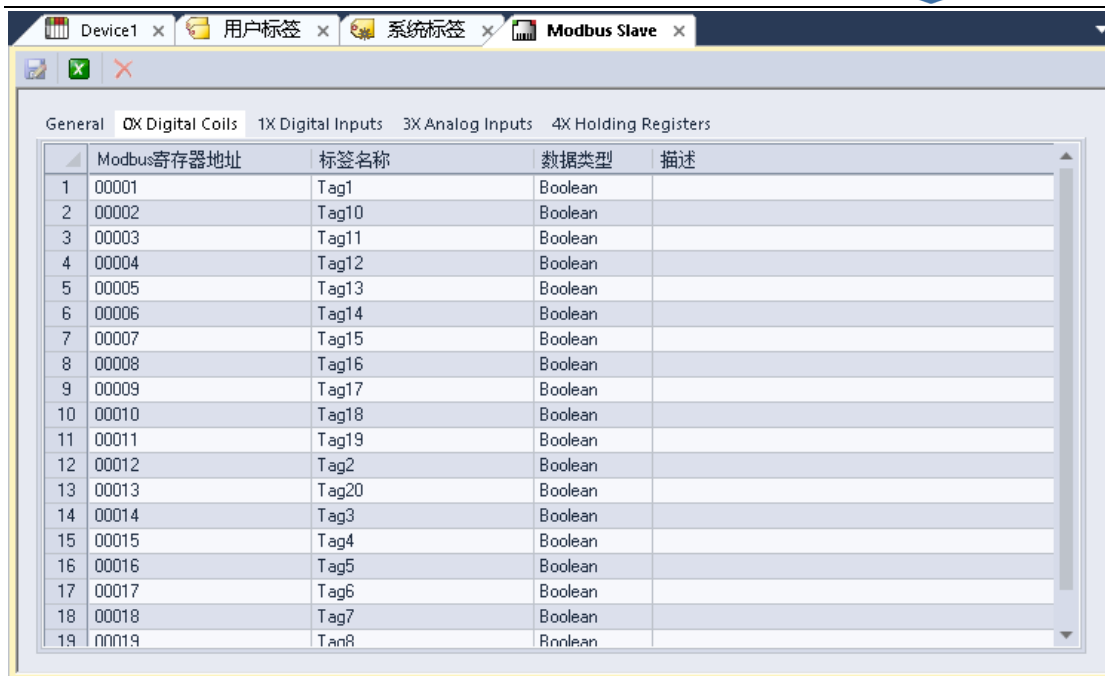 Device1 用户标签 系统标签 Modbus Slave
General 0X Digital Coils 1X Digital Inputs 3X Analog Inputs 4X Holding Registers
Modbus寄存器地址 标签名称 数据类型 描述
1 00001 Tag1 Boolean
2 00002 Tag10 Boolean
3 00003 Tag11 Boolean
4 00004 Tag12 Boolean
5 00005 Tag13 Boolean
6 00006 Tag14 Boolean
7 00007 Tag15 Boolean
8 00008 Tag16 Boolean
9 00009 Tag17 Boolean
10 00010 Tag18 Boolean
11 00011 Tag19 Boolean
12 00012 Tag2 Boolean
13 00013 Tag20 Boolean
14 00014 Tag3 Boolean
15 00015 Tag4 Boolean
16 00016 Tag5 Boolean
17 00017 Tag6 Boolean
18 00018 Tag7 Boolean
19 00019 Tag8 Boolean